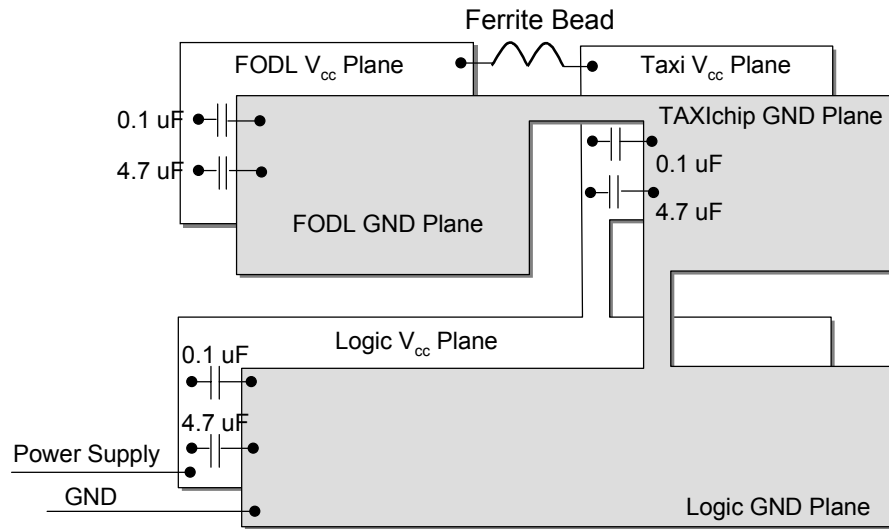 Ferrite Bead
FODL Vcc Plane
Taxi Vcc Plane
0.1 uF
TAXIchip GND Plane
4.7 uF
0.1 uF
4.7 uF
FODL GND Plane
Logic Vcc Plane
0.1 uF
4.7 uF
Power Supply
GND
Logic GND Plane